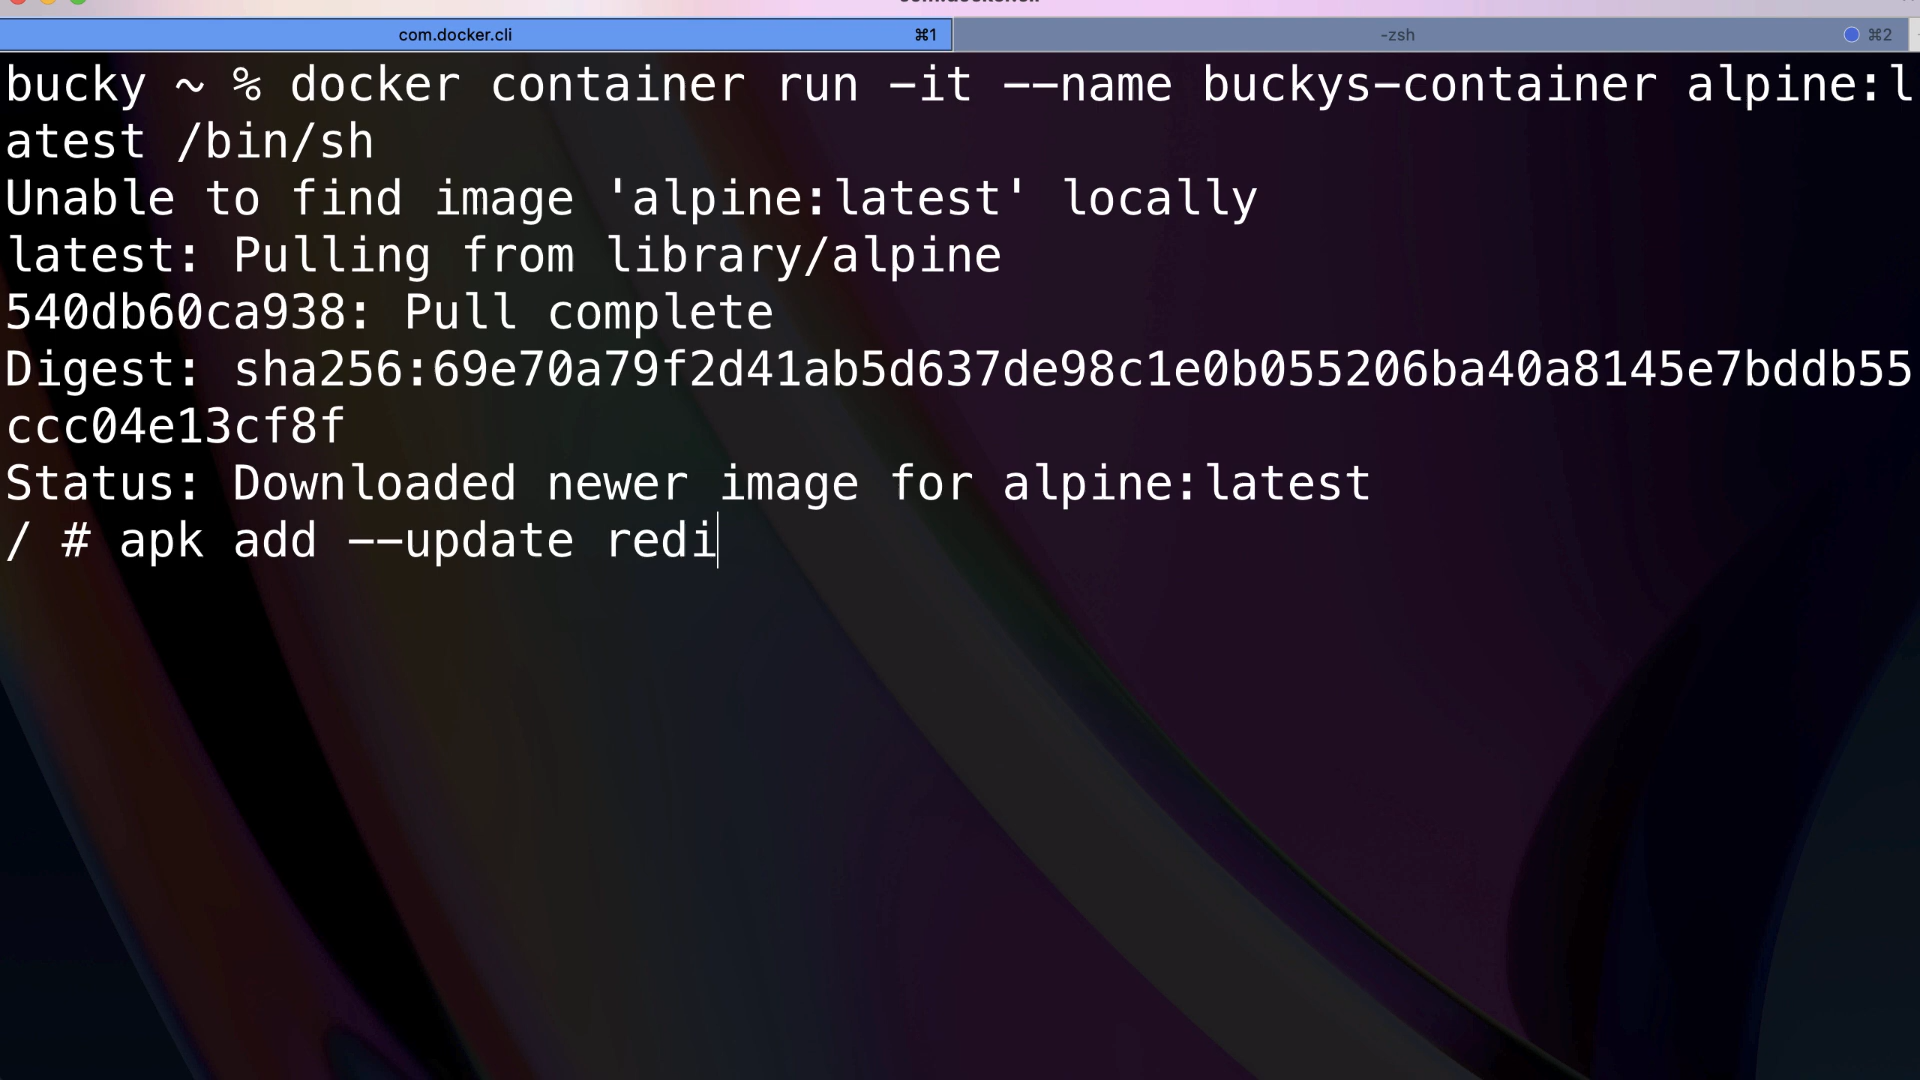 com.docker.cli ⌘1 -zsh ⌘2
bucky ~ % docker container run -it --name buckys-container alpine:l
atest /bin/sh
Unable to find image 'alpine:latest' locally
latest: Pulling from library/alpine
540db60ca938: Pull complete
Digest: sha256:69e70a79f2d41ab5d637de98c1e0b055206ba40a8145e7bddb55
ccc04e13cf8f
Status: Downloaded newer image for alpine:latest
/ # apk add --update redi